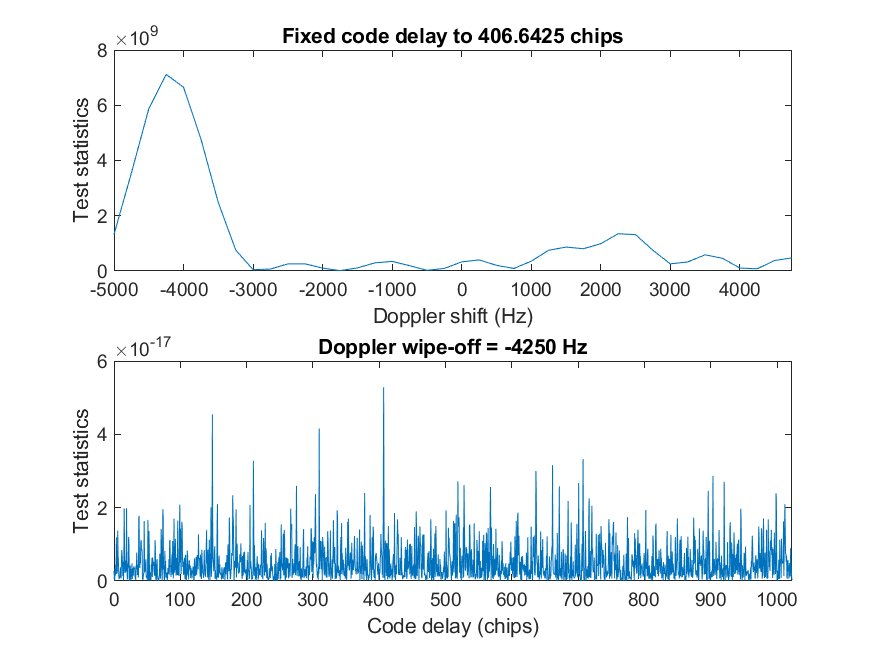 Fixed code delay to 406.6425 chips
×10^9
8
6
4
2
0
Test statistics
-5000 -4000 -3000 -2000 -1000 0 1000 2000 3000 4000
Doppler shift (Hz)
Doppler wipe-off = -4250 Hz
×10^-17
6
4
2
0
Test statistics
0 100 200 300 400 500 600 700 800 900 1000
Code delay (chips)